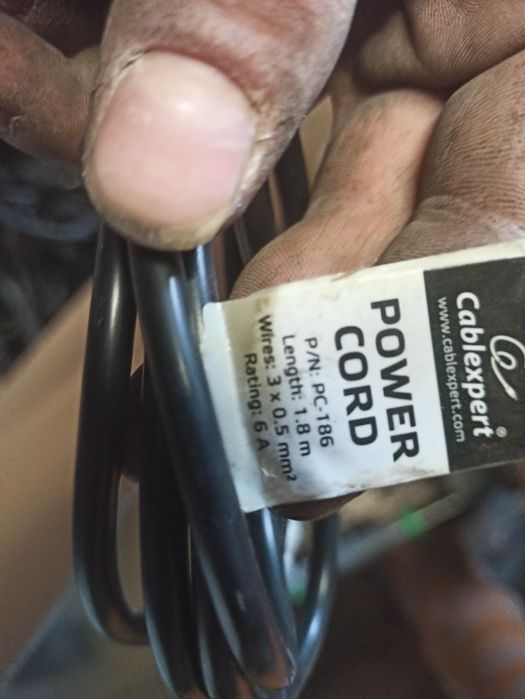 Cablexpert®
www.cablexpert.com
POWER
CORD
P/N: PC-186
Length: 1.8 m
Wires: 3 x 0.5 mm²
Rating: 6 A